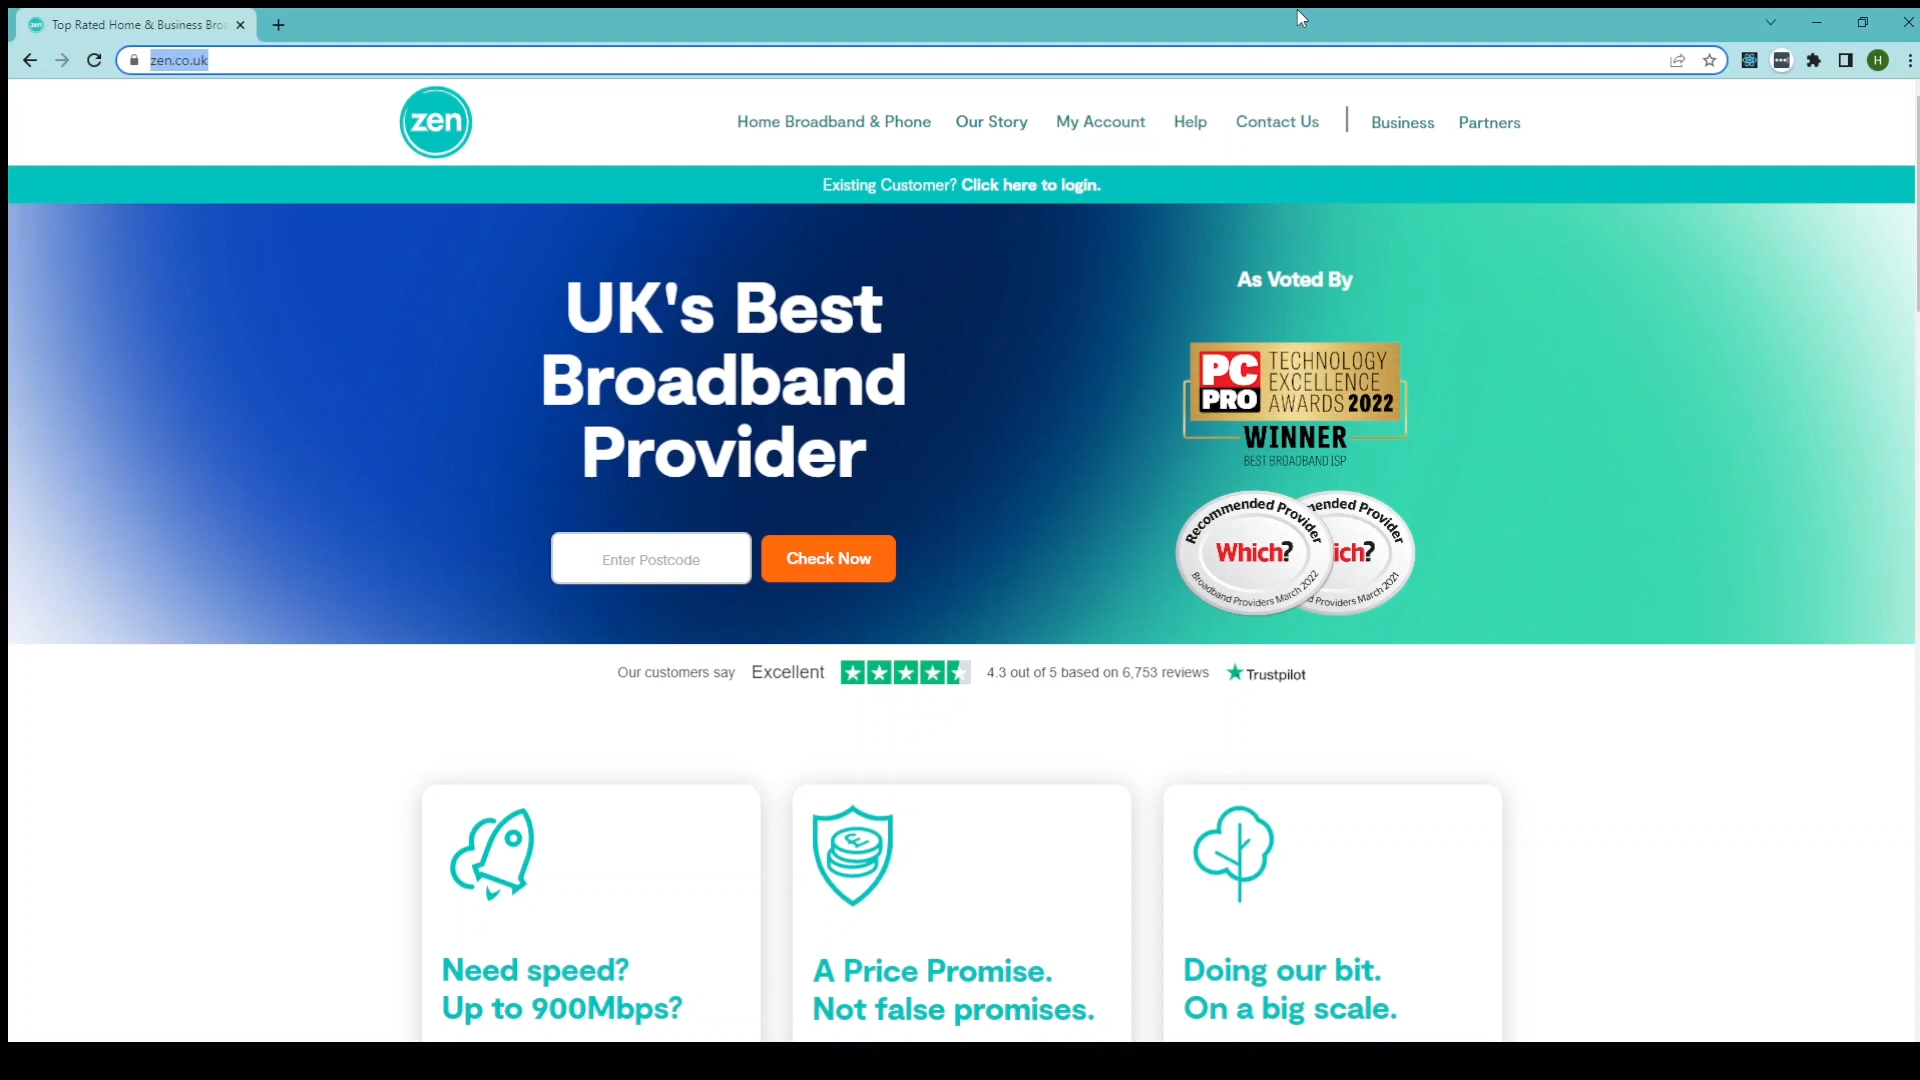 Top Rated Home & Business Bro
zen.co.uk
H
zen
Home Broadband & Phone
Our Story
My Account
Help
Contact Us
Business
Partners
Existing Customer? Click here to login.
UK's Best
Broadband
Provider
Enter Postcode
Check Now
As Voted By
PC
PRO
TECHNOLOGY
EXCELLENCE
AWARDS 2022
WINNER
BEST BROADBAND ISP
Recommended Provider
Which?
Broadband Providers March 2022
mended Provider
ich?
d Providers March 2021
Our customers say Excellent 4.3 out of 5 based on 6,753 reviews Trustpilot
Need speed?
Up to 900Mbps?
A Price Promise.
Not false promises.
Doing our bit.
On a big scale.